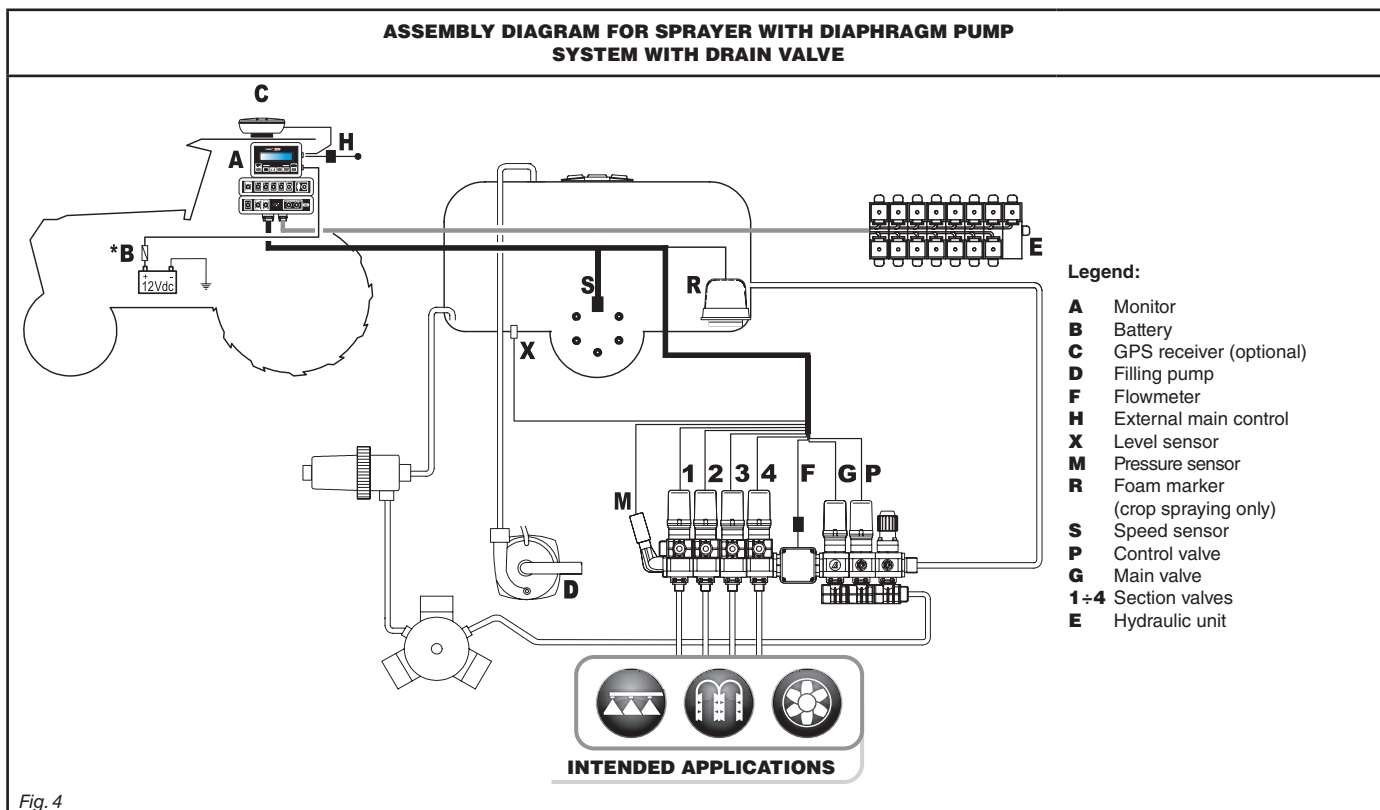 ASSEMBLY DIAGRAM FOR SPRAYER WITH DIAPHRAGM PUMP
SYSTEM WITH DRAIN VALVE
C
H
A
*B
+ -
12Vdc
E
S
R
X
1 2 3 4 F G P
M
D
Legend:
A Monitor
B Battery
C GPS receiver (optional)
D Filling pump
F Flowmeter
H External main control
X Level sensor
M Pressure sensor
R Foam marker
(crop spraying only)
S Speed sensor
P Control valve
G Main valve
1÷4 Section valves
E Hydraulic unit
INTENDED APPLICATIONS
Fig. 4